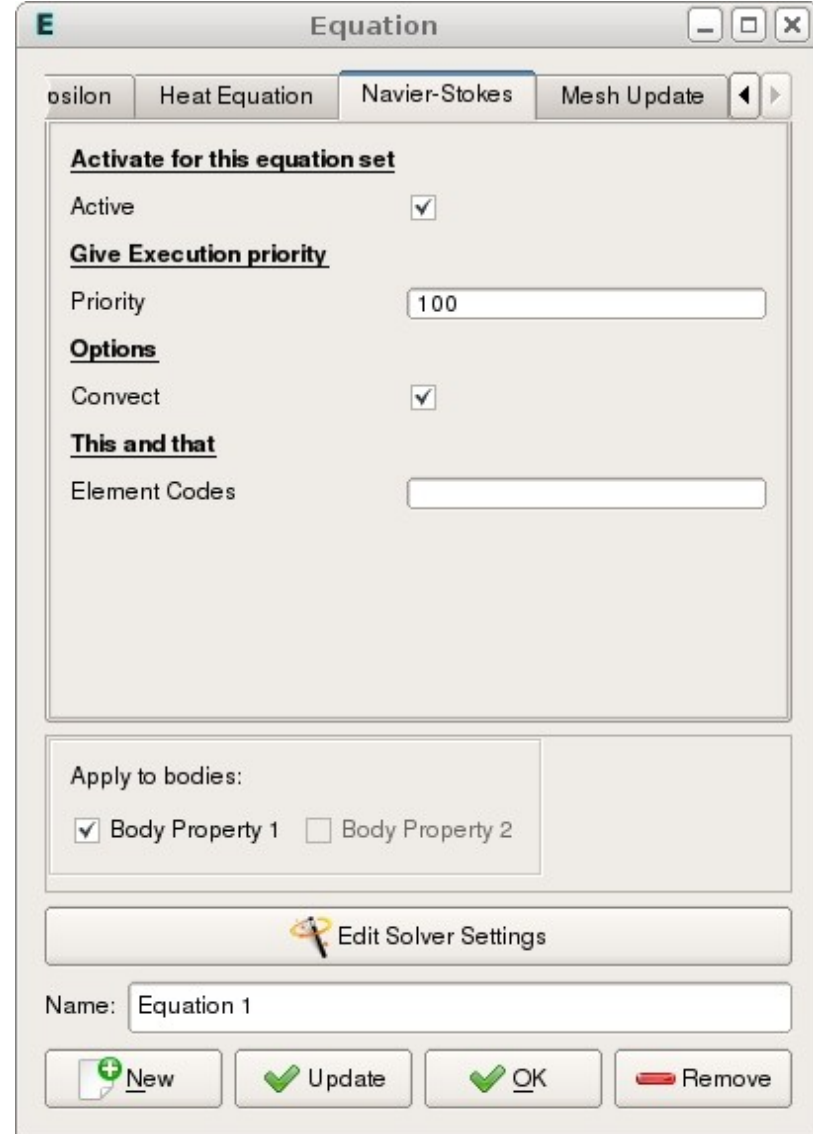 E Equation
osilon Heat Equation Navier-Stokes Mesh Update
Activate for this equation set
Active
Give Execution priority
Priority 100
Options
Convect
This and that
Element Codes
Apply to bodies:
Body Property 1 Body Property 2
Edit Solver Settings
Name: Equation 1
New Update OK Remove